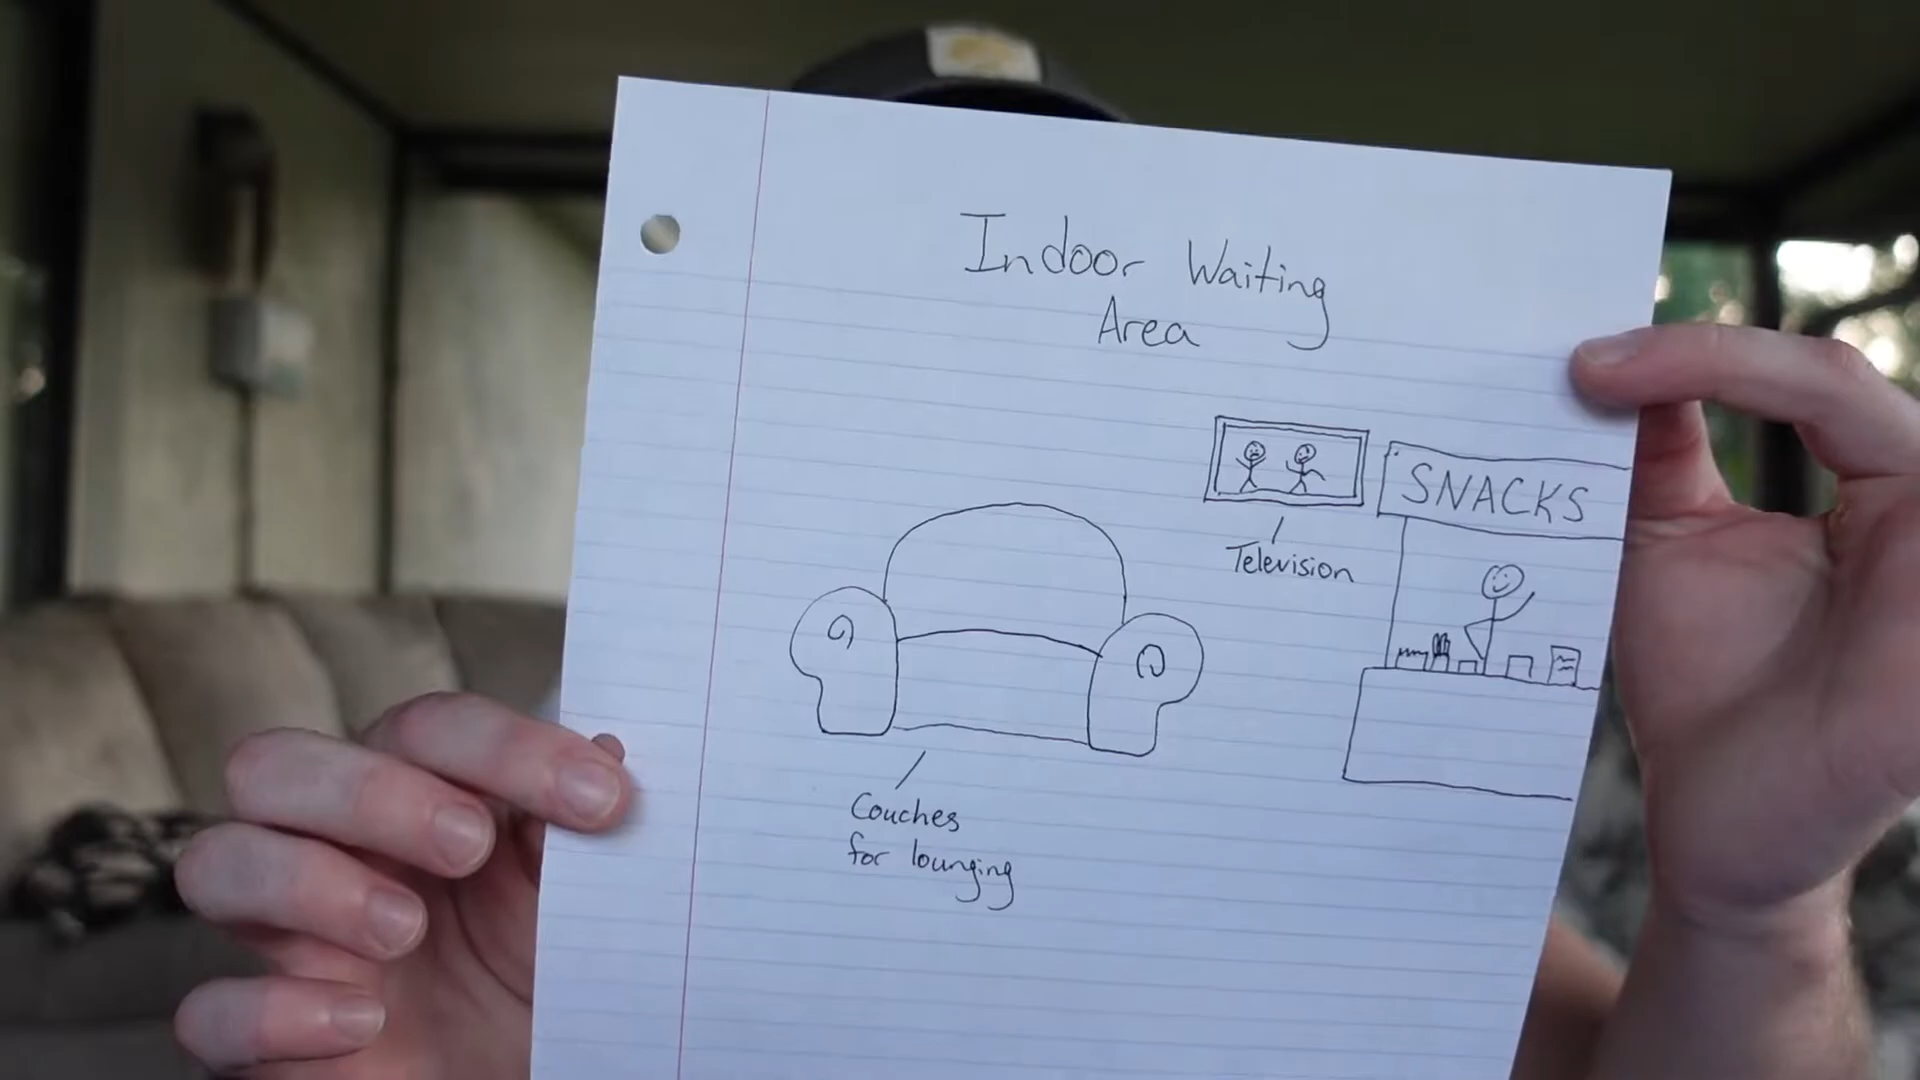 Indoor Waiting
Area
SNACKS
Television
Couches
for lounging